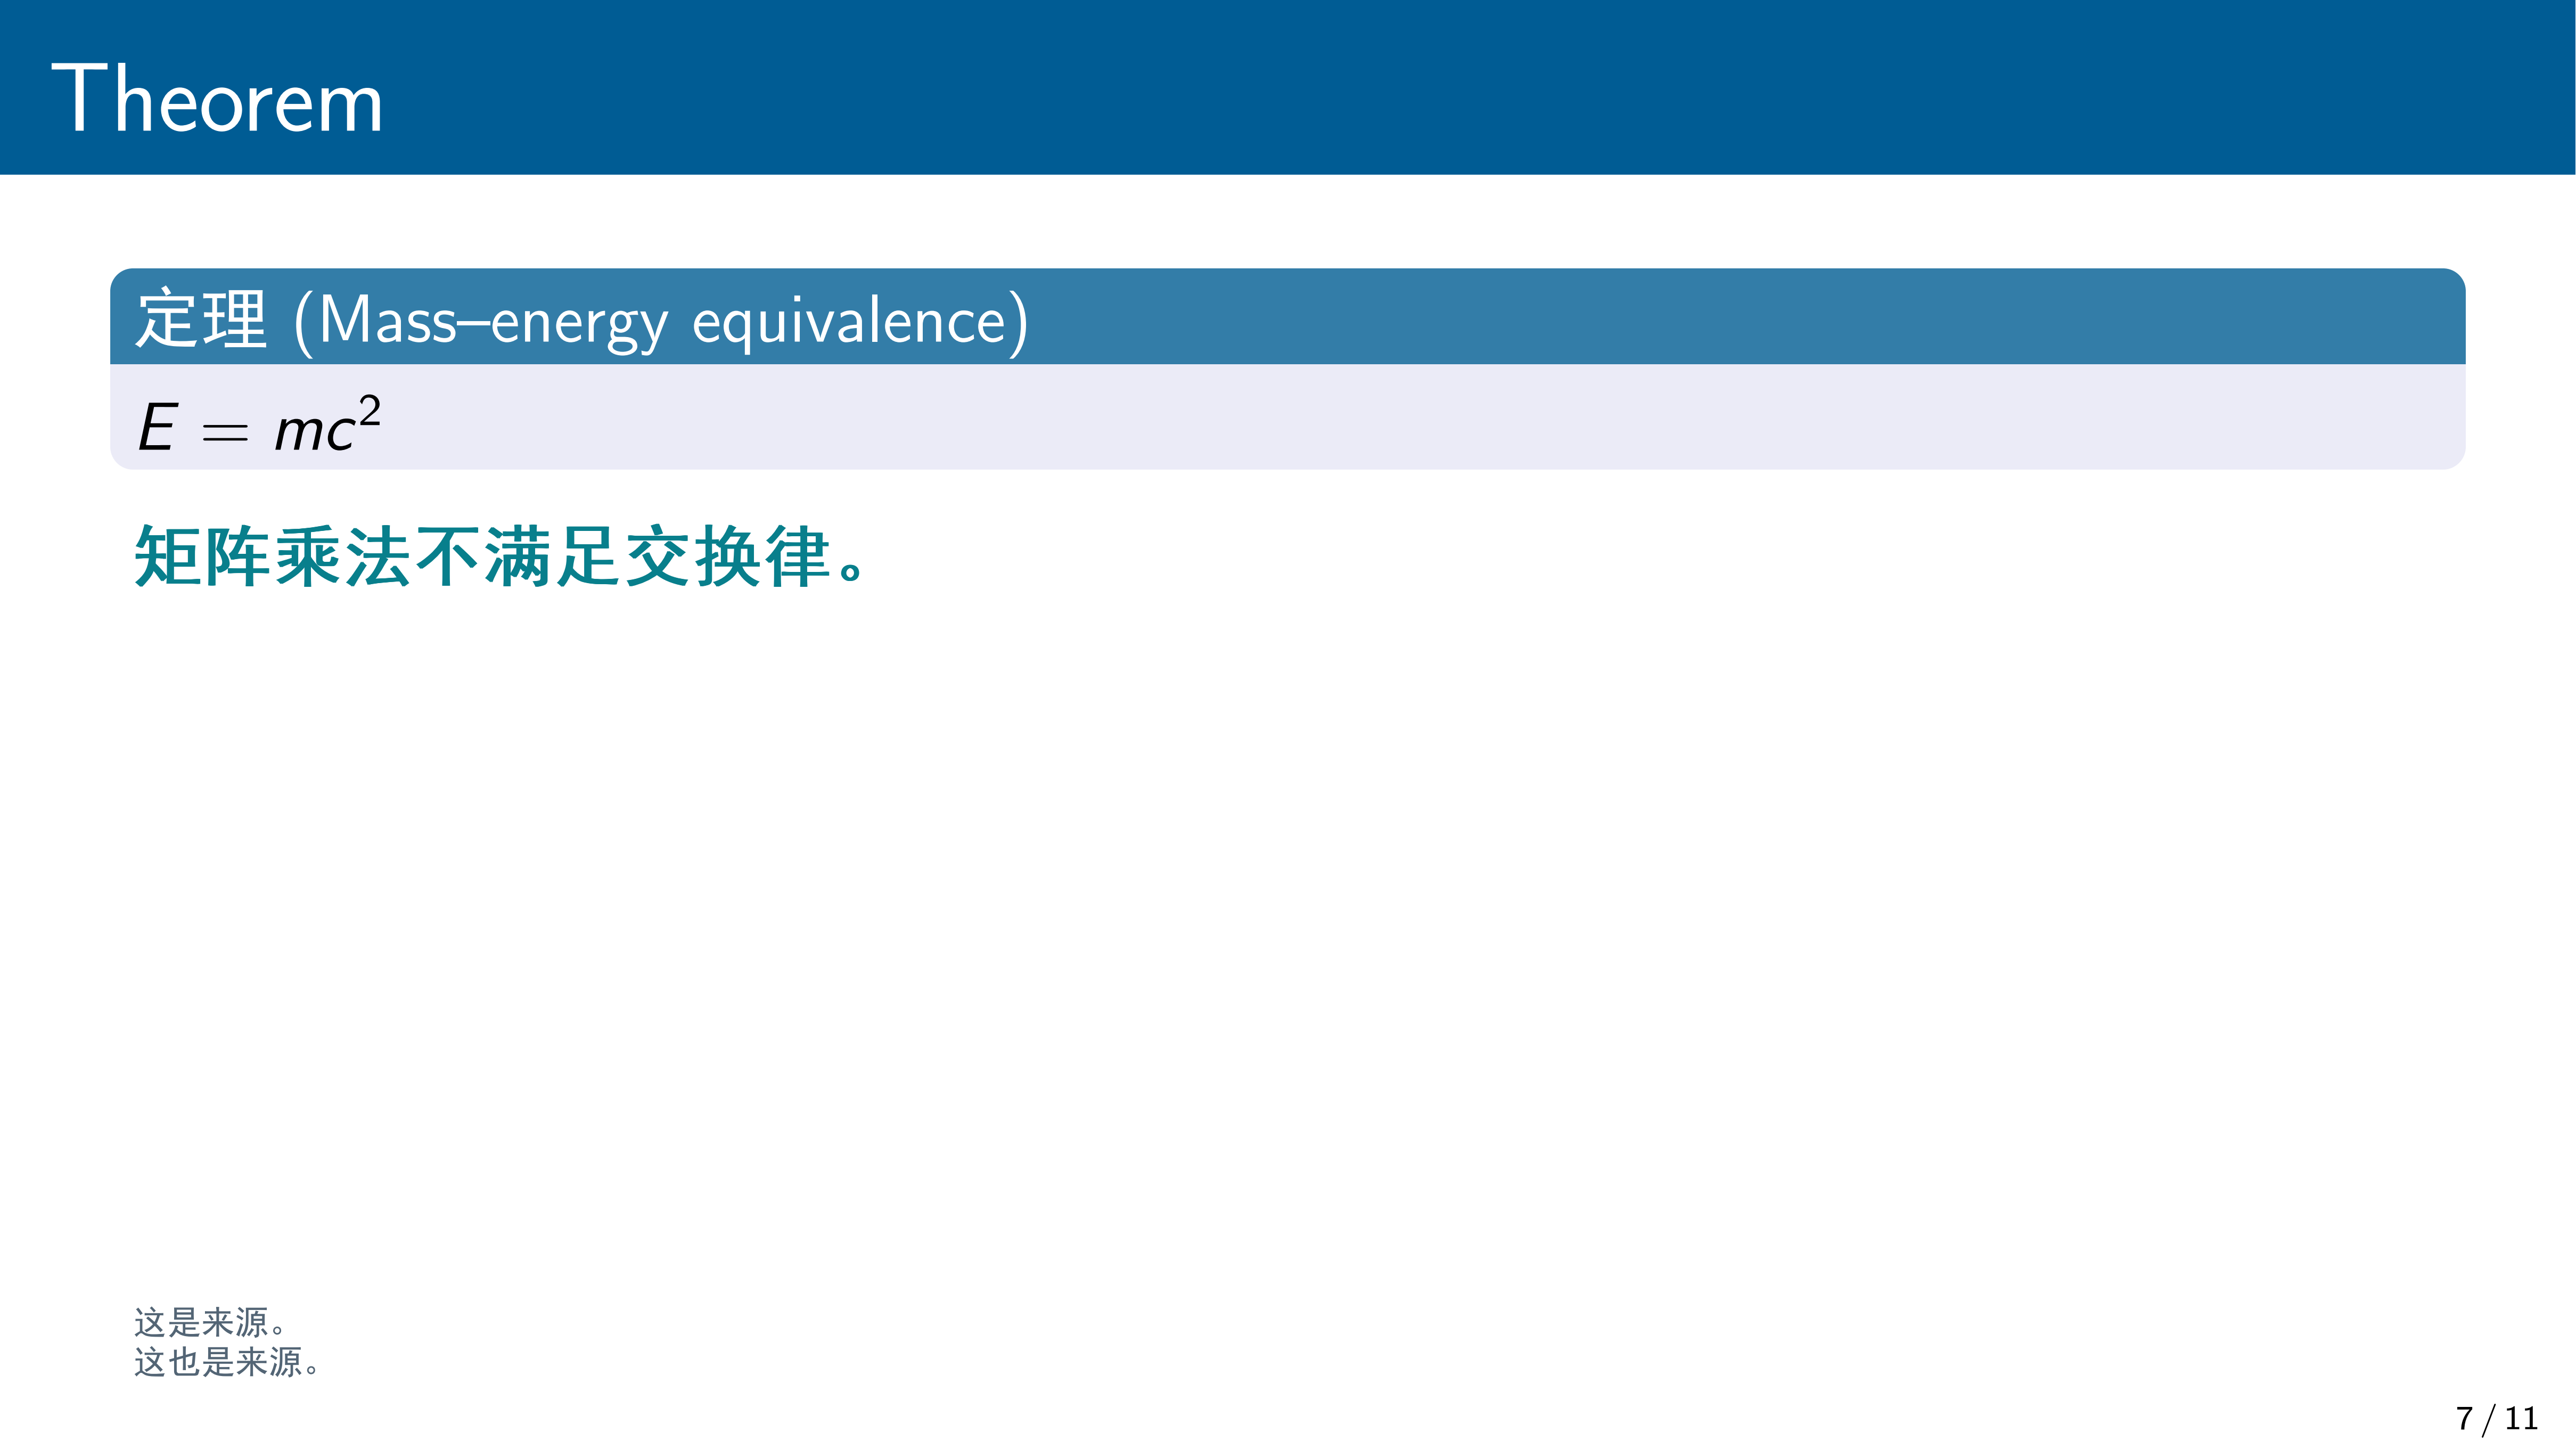 Theorem
定理 (Mass–energy equivalence)
E = mc²
矩阵乘法不满足交换律。
这是来源。
这也是来源。
7 / 11